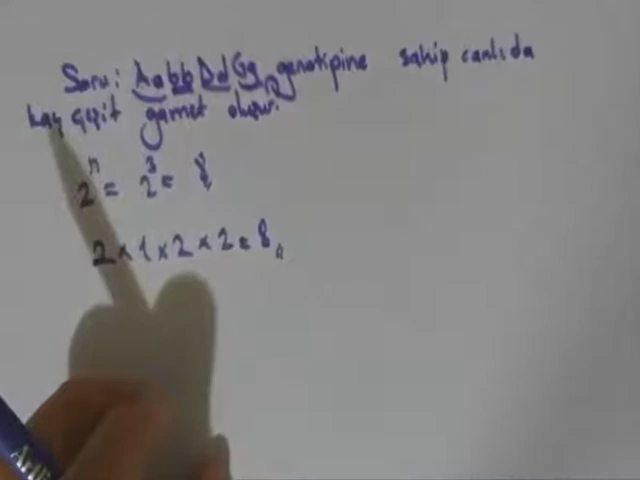 Soru: AabbDdGg genotipine sahip canlıda
kaç çeşit gamet oluşur.
2ⁿ = 2³ = 8
2 x 1 x 2 x 2 = 8